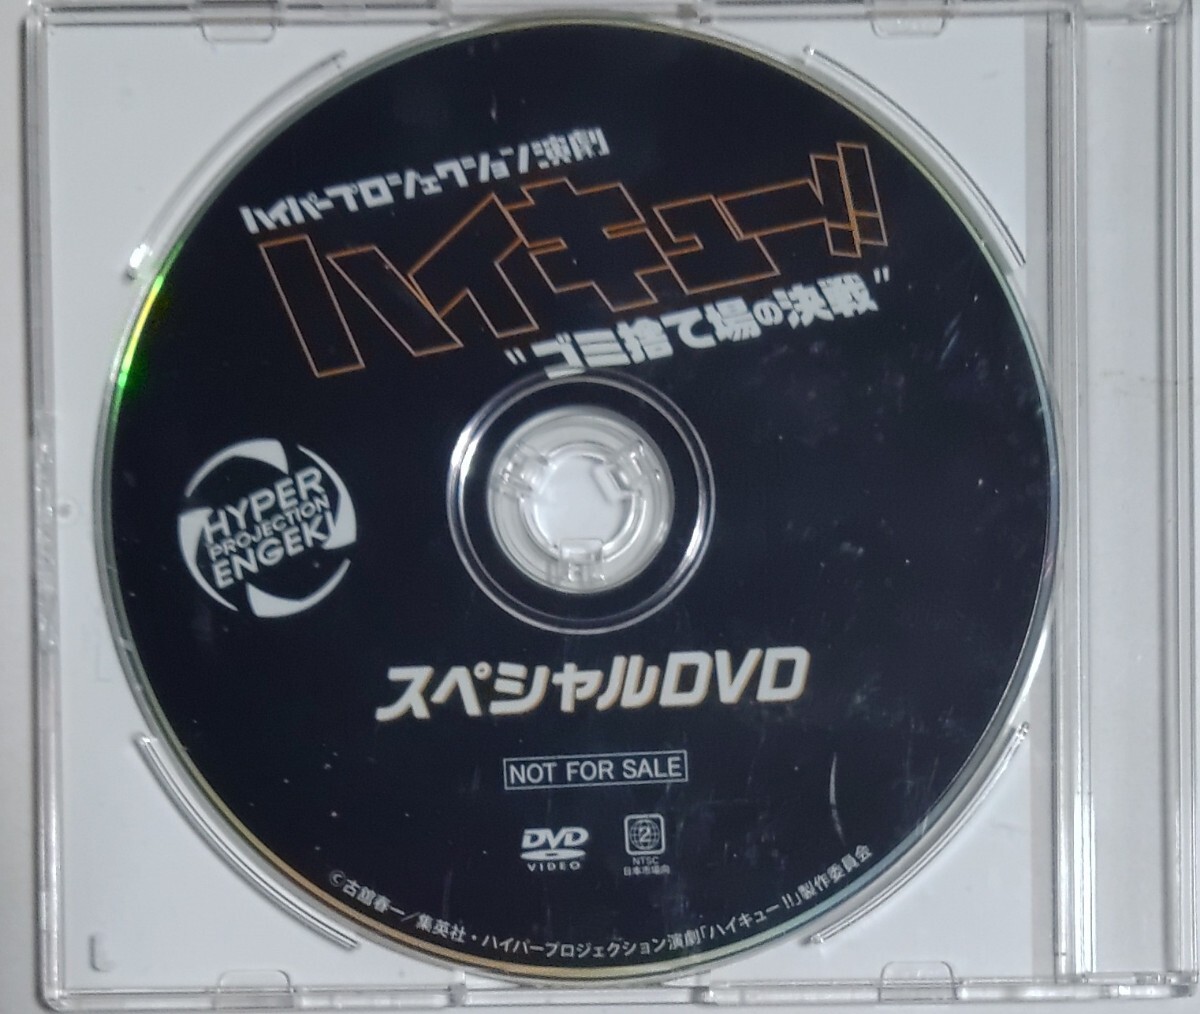 ハイパープロジェクション演劇
ハイキュー!!
"ゴミ捨て場の決戦"
HYPER
PROJECTION
ENGEKI
スペシャルDVD
NOT FOR SALE
DVD
VIDEO
2
NTSC
日本市場向
©古舘春一／集英社・ハイパープロジェクション演劇「ハイキュー!!」製作委員会